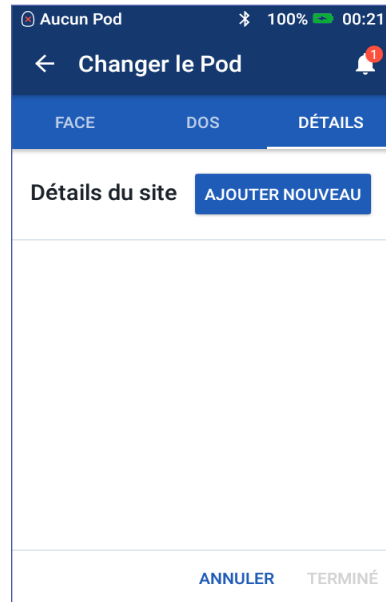 Aucun Pod 100% 00:21
Changer le Pod 1
FACE DOS DÉTAILS
Détails du site AJOUTER NOUVEAU
ANNULER TERMINÉ